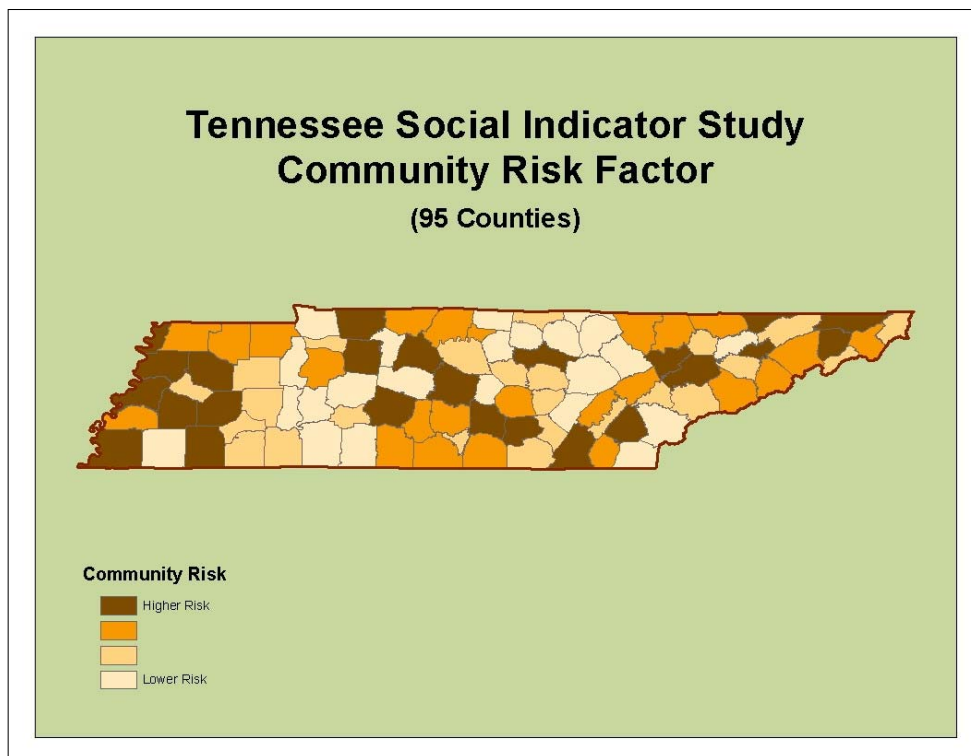 Tennessee Social Indicator Study
Community Risk Factor
(95 Counties)
Community Risk
Higher Risk
Lower Risk